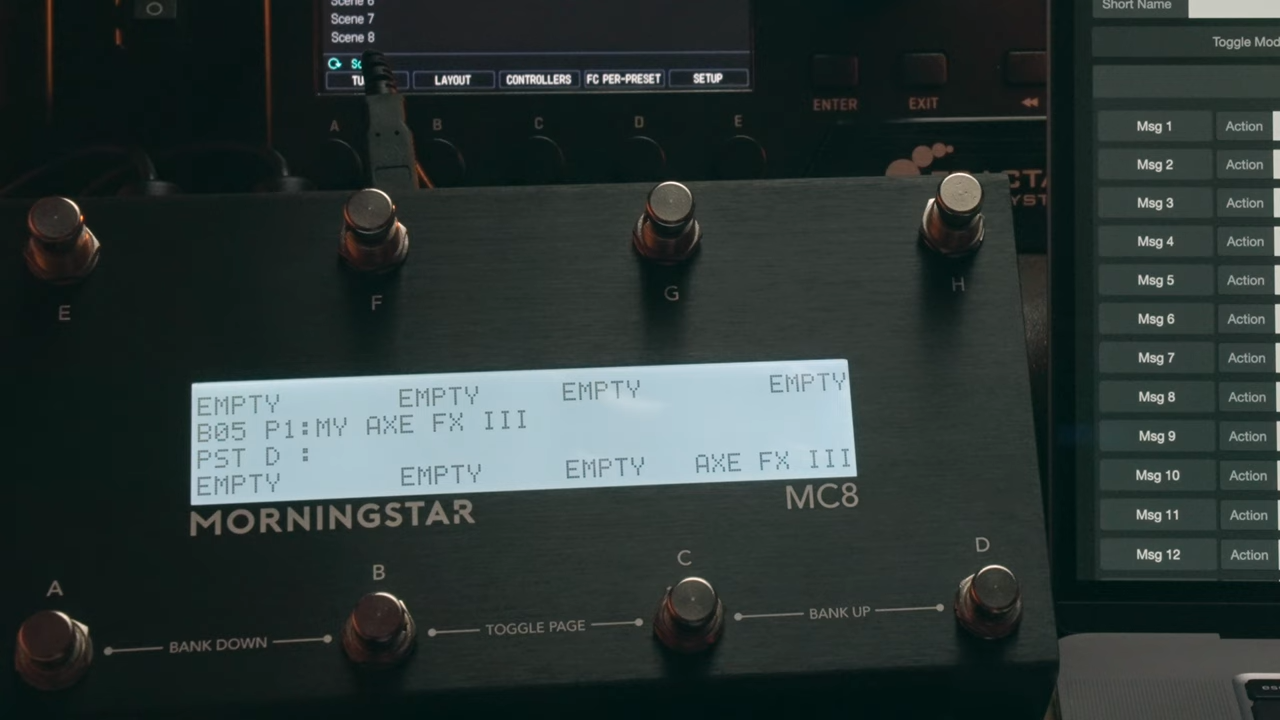 Scene 7
Scene 8
LAYOUT
CONTROLLERS
FC PER-PRESET
SETUP
ENTER
EXIT
A
B
C
D
E
E
F
G
H
EMPTY EMPTY EMPTY EMPTY
B05 P1:MY AXE FX III
PST D :
EMPTY EMPTY EMPTY AXE FX III
MORNINGSTAR
MC8
A
B
C
D
BANK DOWN
TOGGLE PAGE
BANK UP
Short Name
Msg 1 Action
Msg 2 Action
Msg 3 Action
Msg 4 Action
Msg 5 Action
Msg 6 Action
Msg 7 Action
Msg 8 Action
Msg 9 Action
Msg 10 Action
Msg 11 Action
Msg 12 Action